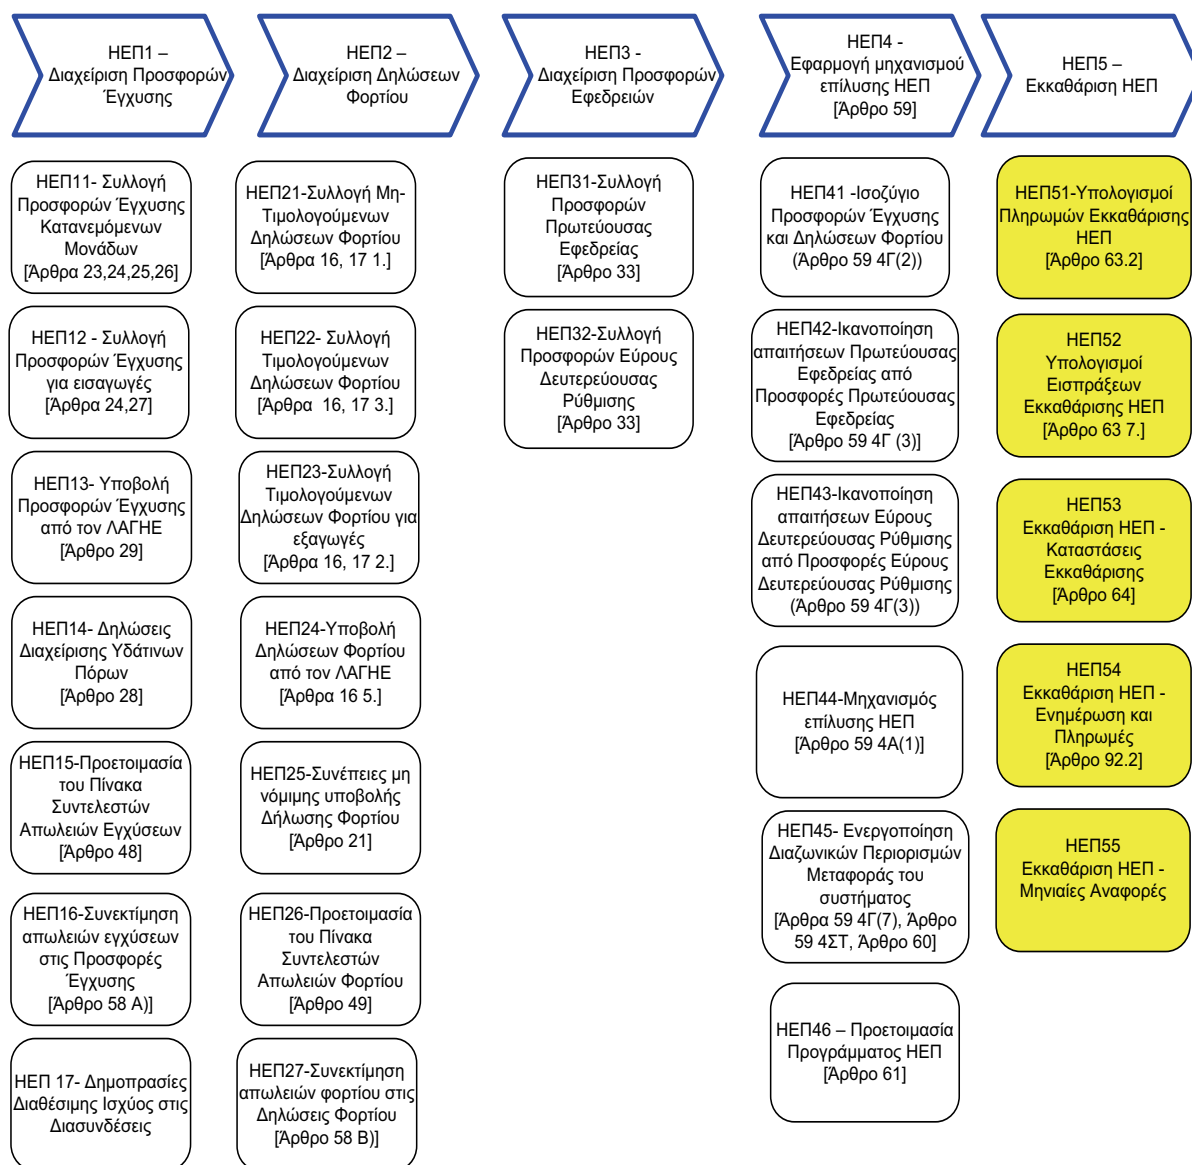 ΗΕΠ1 –
Διαχείριση Προσφορών
Έγχυσης
ΗΕΠ2 –
Διαχείριση Δηλώσεων
Φορτίου
ΗΕΠ3 -
Διαχείριση Προσφορών
Εφεδρειών
ΗΕΠ4 -
Εφαρμογή μηχανισμού
επίλυσης ΗΕΠ
[Άρθρο 59]
ΗΕΠ5 –
Εκκαθάριση ΗΕΠ
ΗΕΠ11- Συλλογή
Προσφορών Έγχυσης
Κατανεμόμενων
Μονάδων
[Άρθρα 23,24,25,26]
ΗΕΠ12 - Συλλογή
Προσφορών Έγχυσης
για εισαγωγές
[Άρθρα 24,27]
ΗΕΠ13- Υποβολή
Προσφορών Έγχυσης
από τον ΛΑΓΗΕ
[Άρθρο 29]
ΗΕΠ14- Δηλώσεις
Διαχείρισης Υδάτινων
Πόρων
[Άρθρο 28]
ΗΕΠ15-Προετοιμασία
του Πίνακα
Συντελεστών
Απωλειών Εγχύσεων
[Άρθρο 48]
ΗΕΠ16-Συνεκτίμηση
απωλειών εγχύσεων
στις Προσφορές
Έγχυσης
[Άρθρο 58 Α)]
ΗΕΠ 17- Δημοπρασίες
Διαθέσιμης Ισχύος στις
Διασυνδέσεις
ΗΕΠ21-Συλλογή Μη-
Τιμολογούμενων
Δηλώσεων Φορτίου
[Άρθρα 16, 17 1.]
ΗΕΠ22- Συλλογή
Τιμολογούμενων
Δηλώσεων Φορτίου
[Άρθρα 16, 17 3.]
ΗΕΠ23-Συλλογή
Τιμολογούμενων
Δηλώσεων Φορτίου για
εξαγωγές
[Άρθρα 16, 17 2.]
ΗΕΠ24-Υποβολή
Δηλώσεων Φορτίου
από τον ΛΑΓΗΕ
[Άρθρα 16 5.]
ΗΕΠ25-Συνέπειες μη
νόμιμης υποβολής
Δήλωσης Φορτίου
[Άρθρο 21]
ΗΕΠ26-Προετοιμασία
του Πίνακα
Συντελεστών
Απωλειών Φορτίου
[Άρθρο 49]
ΗΕΠ27-Συνεκτίμηση
απωλειών φορτίου στις
Δηλώσεις Φορτίου
[Άρθρο 58 Β)]
ΗΕΠ31-Συλλογή
Προσφορών
Πρωτεύουσας
Εφεδρείας
[Άρθρο 33]
ΗΕΠ32-Συλλογή
Προσφορών Εύρους
Δευτερεύουσας
Ρύθμισης
[Άρθρο 33]
ΗΕΠ41 -Ισοζύγιο
Προσφορών Έγχυσης
και Δηλώσεων Φορτίου
(Άρθρο 59 4Γ(2))
ΗΕΠ42-Ικανοποίηση
απαιτήσεων Πρωτεύουσας
Εφεδρείας από
Προσφορές Πρωτεύουσας
Εφεδρείας
[Άρθρο 59 4Γ (3)]
ΗΕΠ43-Ικανοποίηση
απαιτήσεων Εύρους
Δευτερεύουσας Ρύθμισης
από Προσφορές Εύρους
Δευτερεύουσας Ρύθμισης
(Άρθρο 59 4Γ(3))
ΗΕΠ44-Μηχανισμός
επίλυσης ΗΕΠ
[Άρθρο 59 4Α(1)]
ΗΕΠ45- Ενεργοποίηση
Διαζωνικών Περιορισμών
Μεταφοράς του
συστήματος
[Άρθρα 59 4Γ(7), Άρθρο
59 4ΣΤ, Άρθρο 60]
ΗΕΠ46 – Προετοιμασία
Προγράμματος ΗΕΠ
[Άρθρο 61]
ΗΕΠ51-Υπολογισμοί
Πληρωμών Εκκαθάρισης
ΗΕΠ
[Άρθρο 63.2]
ΗΕΠ52
Υπολογισμοί
Εισπράξεων
Εκκαθάρισης ΗΕΠ
[Άρθρο 63 7.]
ΗΕΠ53
Εκκαθάριση ΗΕΠ -
Καταστάσεις
Εκκαθάρισης
[Άρθρο 64]
ΗΕΠ54
Εκκαθάριση ΗΕΠ -
Ενημέρωση και
Πληρωμές
[Άρθρο 92.2]
ΗΕΠ55
Εκκαθάριση ΗΕΠ -
Μηνιαίες Αναφορές